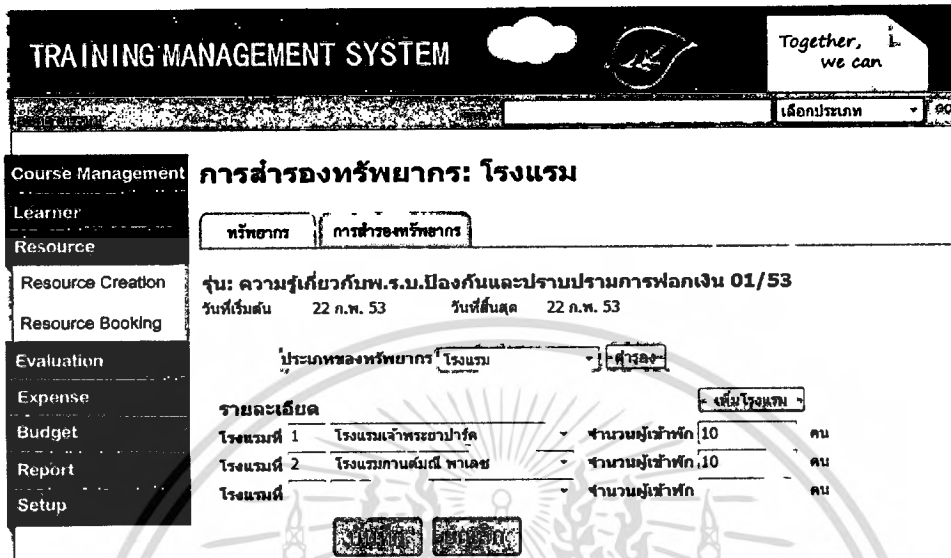 TRAINING MANAGEMENT SYSTEM
Together,
we can
เลือกประเภท
Course Management
Learner
Resource
Resource Creation
Resource Booking
Evaluation
Expense
Budget
Report
Setup
การสำรองทรัพยากร: โรงแรม
ทรัพยากร การสำรองทรัพยากร
รุ่น: ความรู้เกี่ยวกับพ.ร.บ.ป้องกันและปราบปรามการฟอกเงิน 01/53
วันที่เริ่มต้น 22 ก.พ. 53 วันที่สิ้นสุด 22 ก.พ. 53
ประเภทของทรัพยากร โรงแรม สำรอง
รายละเอียด เพิ่มโรงแรม
โรงแรมที่ 1 โรงแรมเจ้าพระยาปาร์ค จำนวนผู้เข้าพัก 10 คน
โรงแรมที่ 2 โรงแรมกานต์มณี พาเลซ จำนวนผู้เข้าพัก 10 คน
โรงแรมที่ จำนวนผู้เข้าพัก คน
บันทึก ยกเลิก